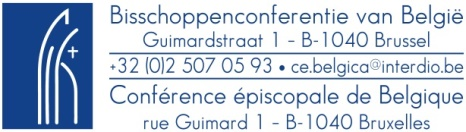 Bisschoppenconferentie van België
Guimardstraat 1 - B-1040 Brussel
+32 (0)2 507 05 93 • ce.belgica@interdio.be
Conférence épiscopale de Belgique
rue Guimard 1 - B-1040 Bruxelles